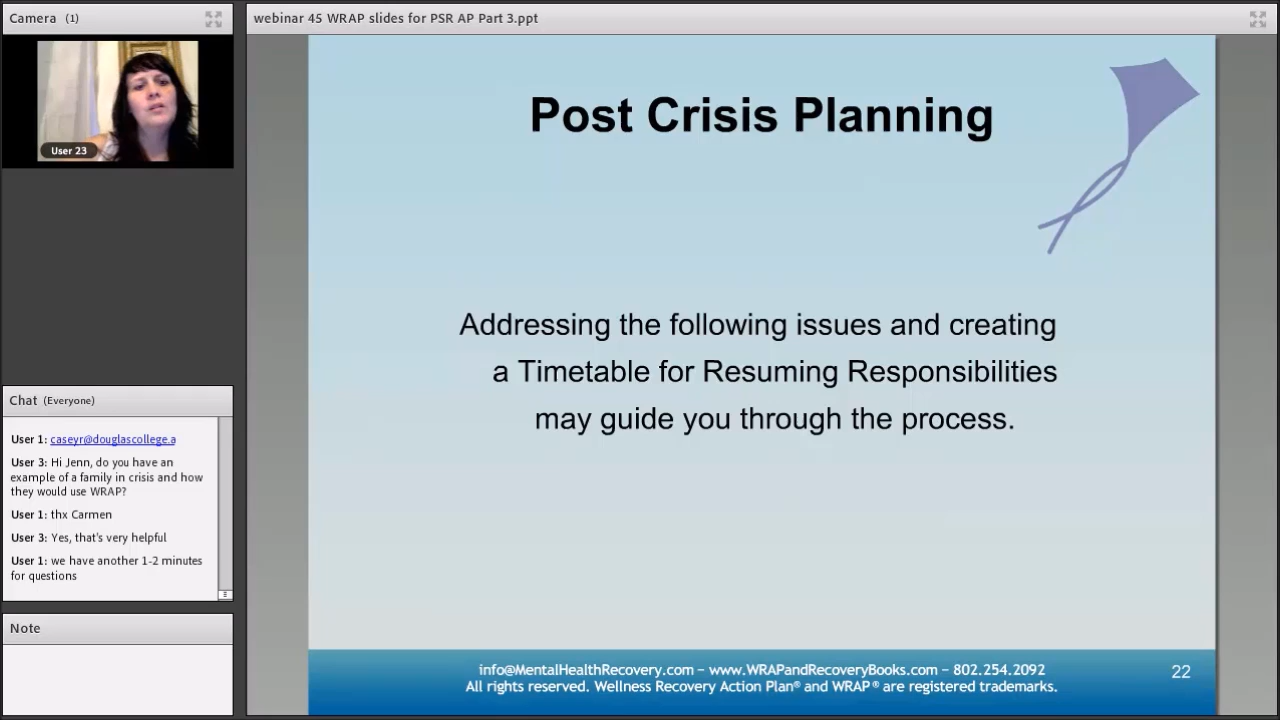 Camera (1)
User 23
Chat (Everyone)
User 1: caseyr@douglascollege.a
User 3: Hi Jenn, do you have an
example of a family in crisis and how
they would use WRAP?
User 1: thx Carmen
User 3: Yes, that's very helpful
User 1: we have another 1-2 minutes
for questions
Note
webinar 45 WRAP slides for PSR AP Part 3.ppt
Post Crisis Planning
Addressing the following issues and creating
a Timetable for Resuming Responsibilities
may guide you through the process.
info@MentalHealthRecovery.com – www.WRAPandRecoveryBooks.com – 802.254.2092
All rights reserved. Wellness Recovery Action Plan® and WRAP® are registered trademarks.
22